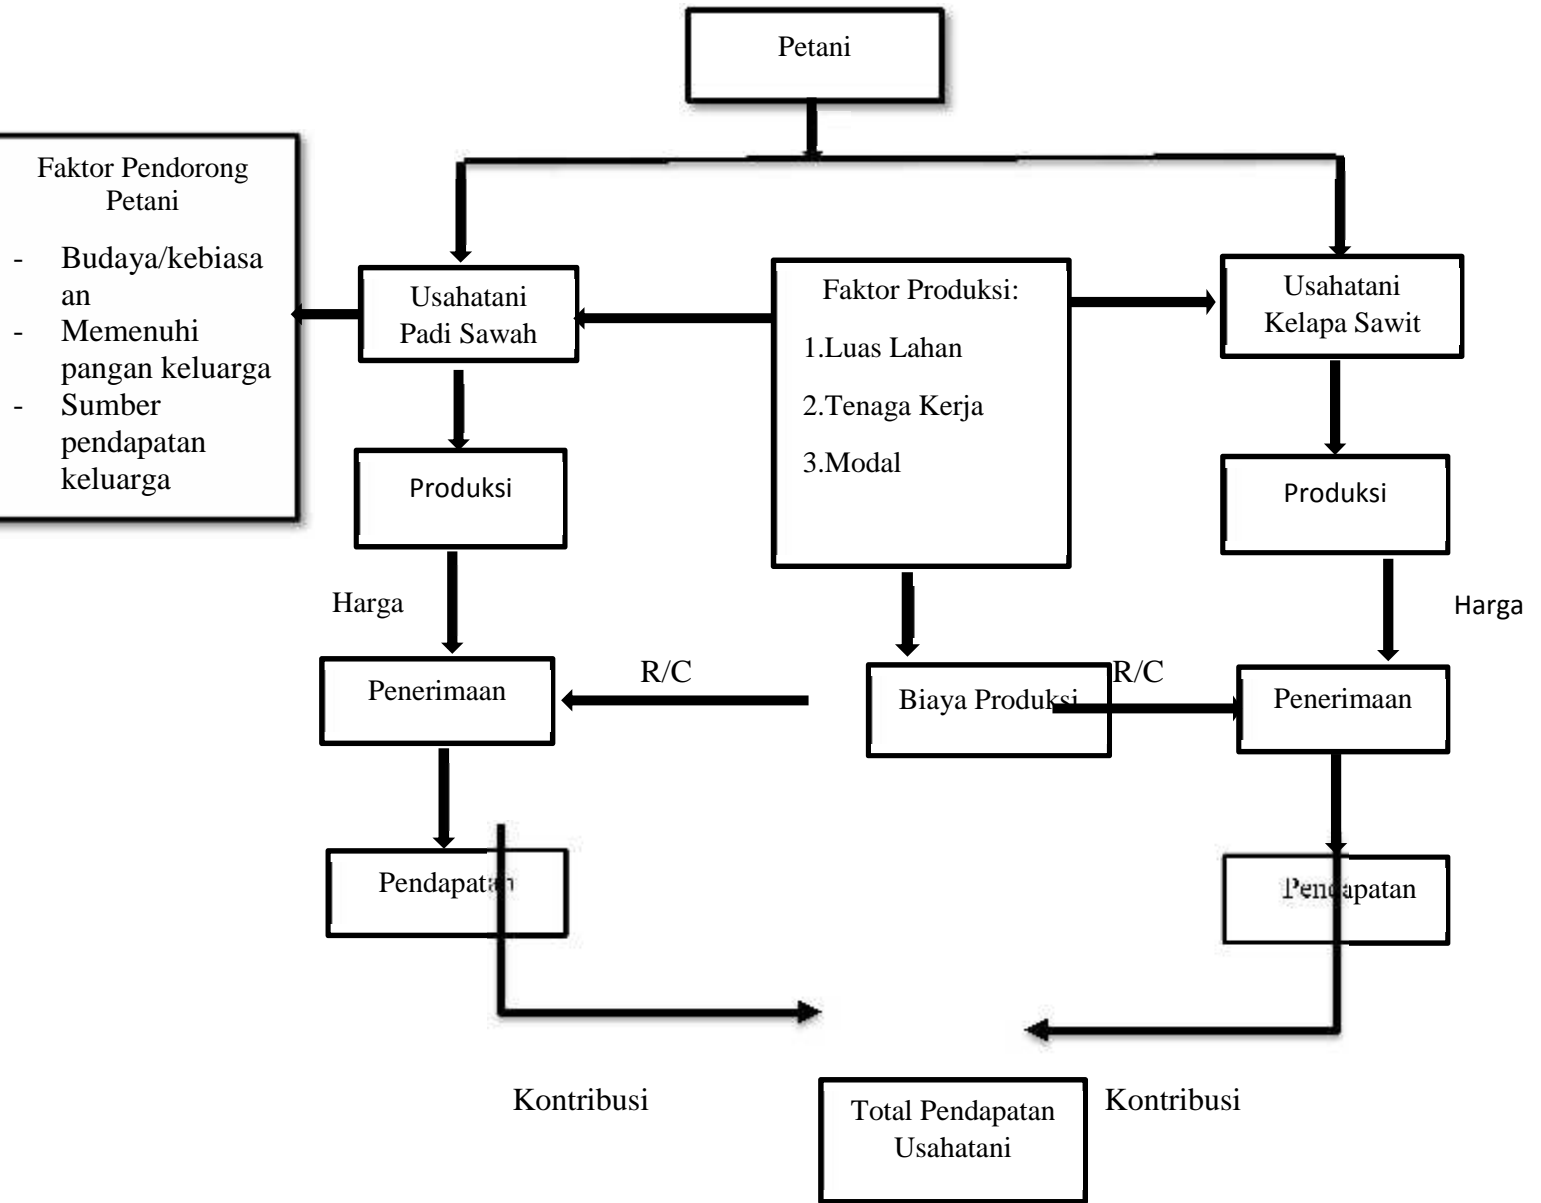 Petani
Faktor Pendorong
Petani
- Budaya/kebiasa
an
- Memenuhi
pangan keluarga
- Sumber
pendapatan
keluarga
Usahatani
Padi Sawah
Faktor Produksi:
1.Luas Lahan
2.Tenaga Kerja
3.Modal
Usahatani
Kelapa Sawit
Produksi
Produksi
Harga
Harga
Penerimaan
R/C
Biaya Produksi
R/C
Penerimaan
Pendapatan
Pendapatan
Kontribusi
Total Pendapatan
Usahatani
Kontribusi